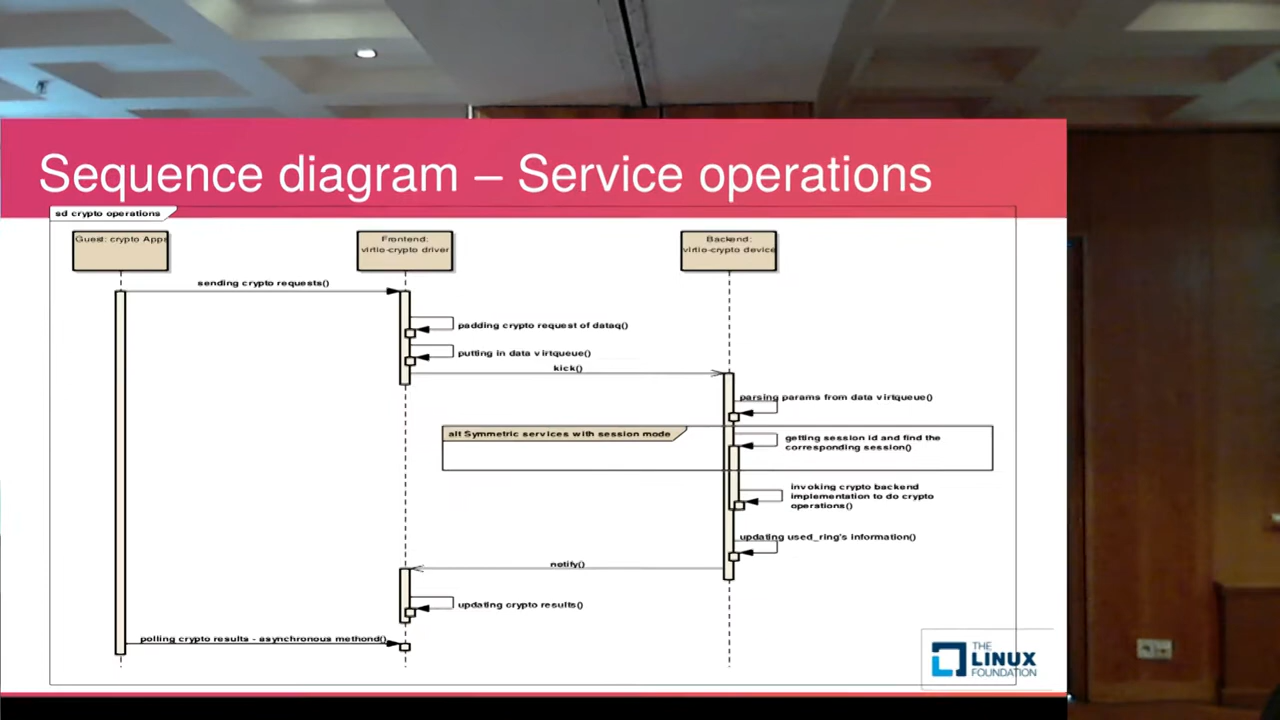 Sequence diagram – Service operations
sd crypto operations
Guest: crypto Apps
Frontend:
virtio-crypto driver
Backend:
virtio-crypto device
sending crypto requests()
padding crypto request of dataq()
putting in data virtqueue()
kick()
parsing params from data virtqueue()
alt Symmetric services with session mode
getting session id and find the
corresponding session()
invoking crypto backend
implementation to do crypto
operations()
updating used_ring's information()
notify()
updating crypto results()
polling crypto results - asynchronous methond()
THE
LINUX
FOUNDATION